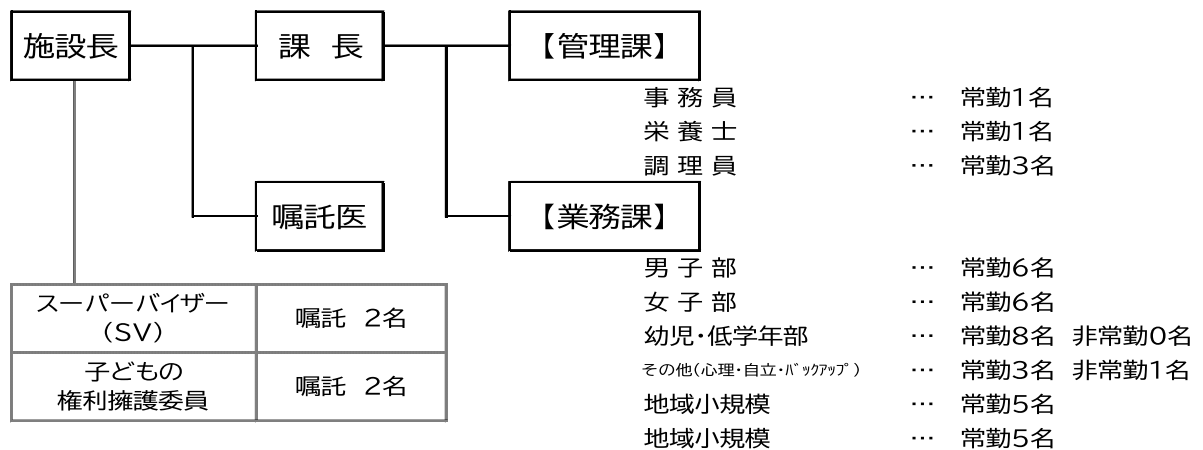 施設長
課 長
【管理課】
事 務 員 … 常勤1名
栄 養 士 … 常勤1名
調 理 員 … 常勤3名
嘱託医
【業務課】
男 子 部 … 常勤6名
女 子 部 … 常勤6名
幼児・低学年部 … 常勤8名 非常勤0名
その他(心理・自立・ﾊﾞｯｸｱｯﾌﾟ) … 常勤3名 非常勤1名
地域小規模 … 常勤5名
地域小規模 … 常勤5名
スーパーバイザー
(SV)
嘱託 2名
子どもの
権利擁護委員
嘱託 2名